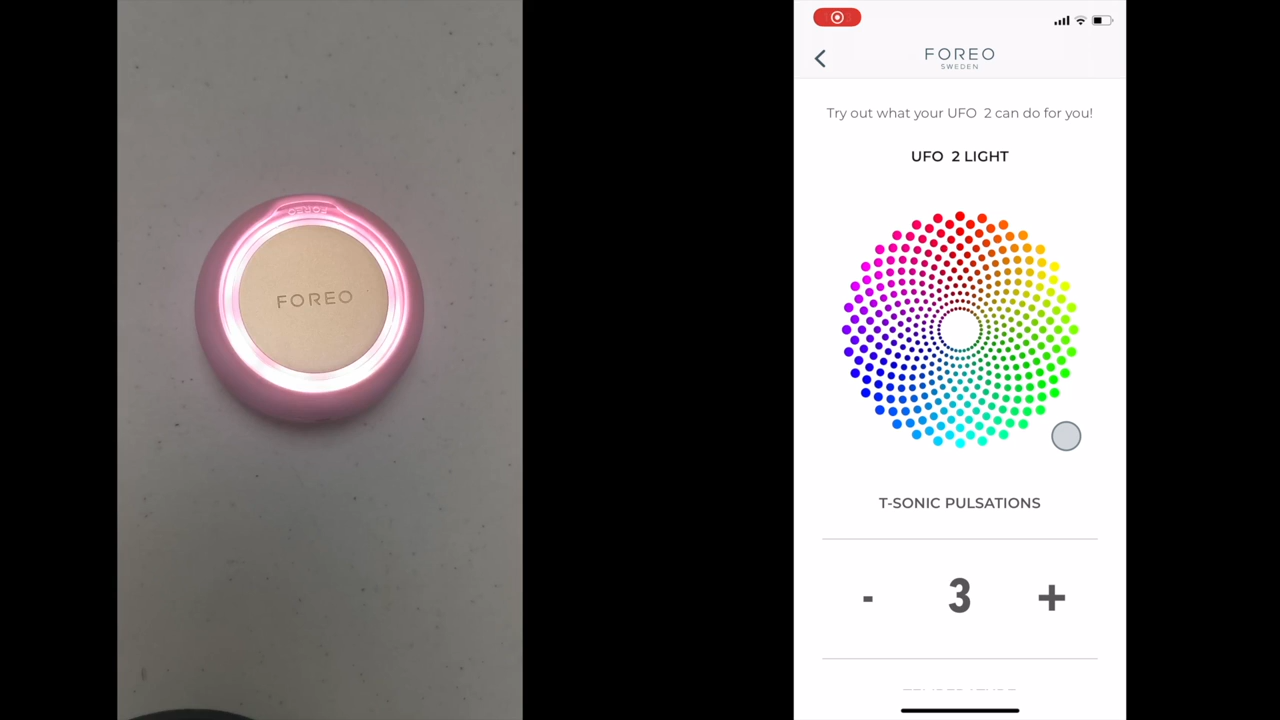 FOREO
FOREO
FOREO
SWEDEN
Try out what your UFO 2 can do for you!
UFO 2 LIGHT
T-SONIC PULSATIONS
- 3 +